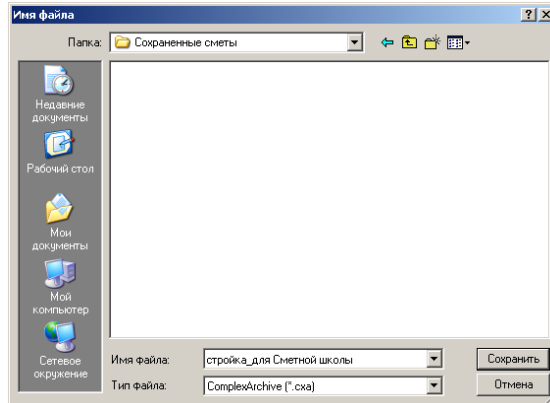 Имя файла
Папка: Сохраненные сметы
Недавние
документы
Рабочий стол
Мои
документы
Мой
компьютер
Сетевое
окружение
Имя файла: стройка_для Сметной школы Сохранить
Тип файла: ComplexArchive (*.cxa) Отмена